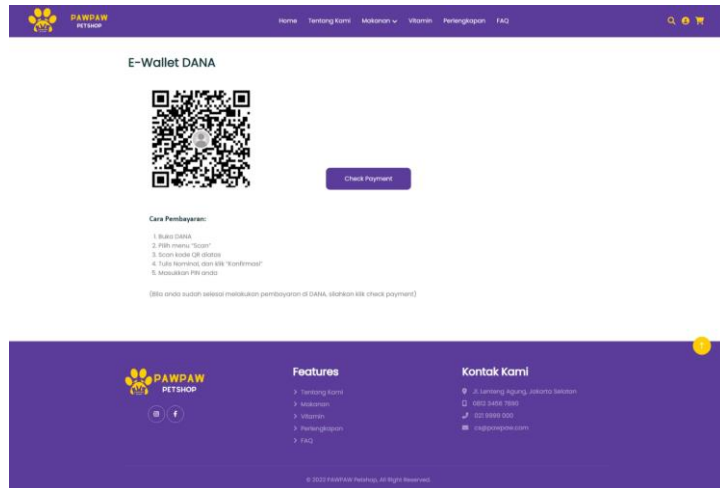 PAWPAW
PETSHOP
Home Tentang Kami Makanan Vitamin Perlengkapan FAQ
E-Wallet DANA
Check Payment
Cara Pembayaran:
1. Buka DANA
2. Pilih menu "Scan"
3. Scan kode QR diatas
4. Tulis Nominal, dan klik "Konfirmasi"
5. Masukkan PIN anda
(Bila anda sudah selesai melakukan pembayaran di DANA, silahkan klik check payment)
PAWPAW
PETSHOP
Features
> Tentang Kami
> Makanan
> Vitamin
> Perlengkapan
> FAQ
Kontak Kami
Jl. Lenteng Agung, Jakarta Selatan
0812 3456 7890
021 9999 000
cs@pawpaw.com
© 2023 PAWPAW Petshop, All Right Reserved.